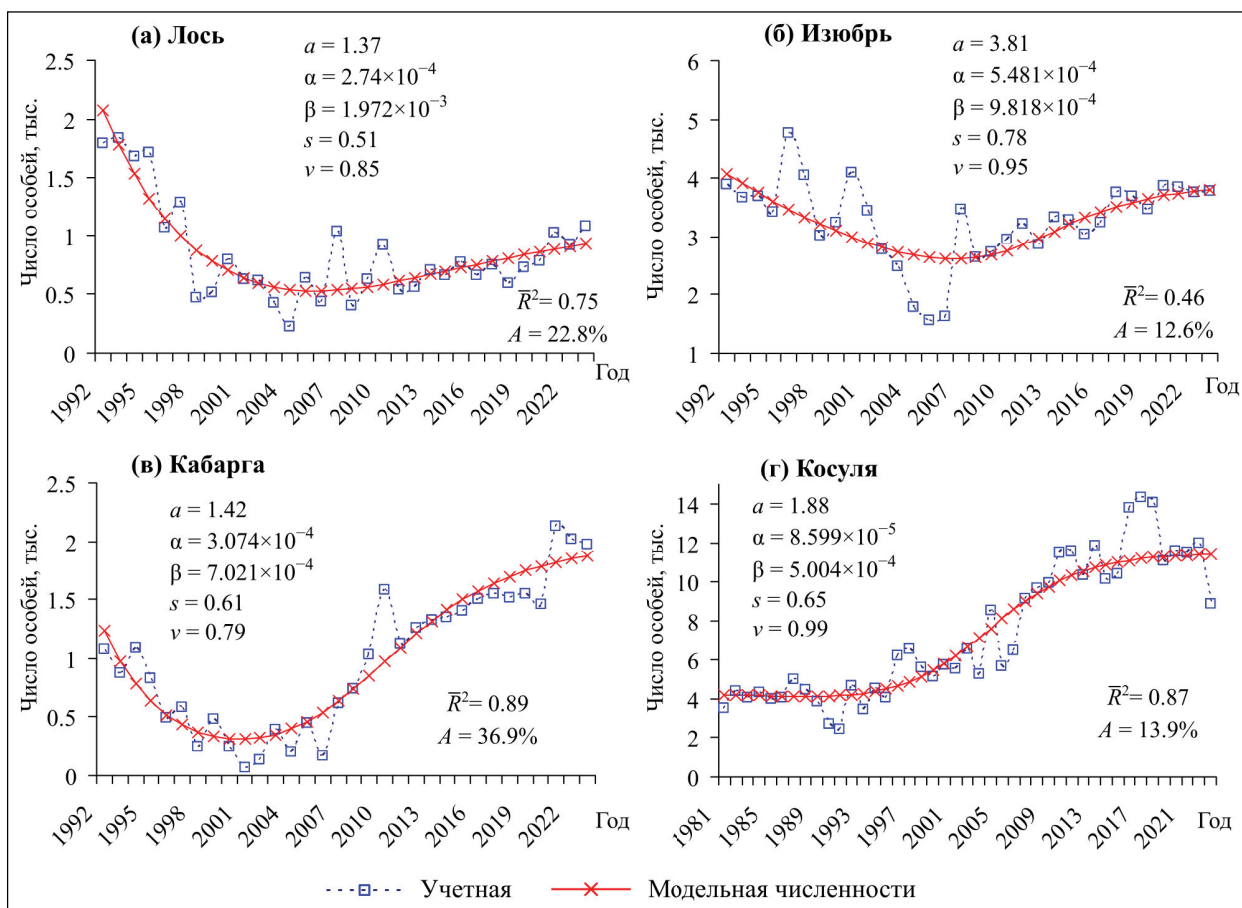 (а) Лось
Число особей, тыс.
2.5
2
1.5
1
0.5
0
a = 1.37
α = 2.74×10⁻⁴
β = 1.972×10⁻³
s = 0.51
v = 0.85
R̅² = 0.75
A = 22.8%
1992
1995
1998
2001
2004
2007
2010
2013
2016
2019
2022
Год
(б) Изюбрь
Число особей, тыс.
6
5
4
3
2
1
a = 3.81
α = 5.481×10⁻⁴
β = 9.818×10⁻⁴
s = 0.78
v = 0.95
R̅² = 0.46
A = 12.6%
1992
1995
1998
2001
2004
2007
2010
2013
2016
2019
2022
Год
(в) Кабарга
Число особей, тыс.
2.5
2
1.5
1
0.5
0
a = 1.42
α = 3.074×10⁻⁴
β = 7.021×10⁻⁴
s = 0.61
v = 0.79
R̅² = 0.89
A = 36.9%
1992
1995
1998
2001
2004
2007
2010
2013
2016
2019
2022
Год
(г) Косуля
Число особей, тыс.
14
12
10
8
6
4
2
0
a = 1.88
α = 8.599×10⁻⁵
β = 5.004×10⁻⁴
s = 0.65
v = 0.99
R̅² = 0.87
A = 13.9%
1981
1985
1989
1993
1997
2001
2005
2009
2013
2017
2021
Год
Учетная
Модельная численности